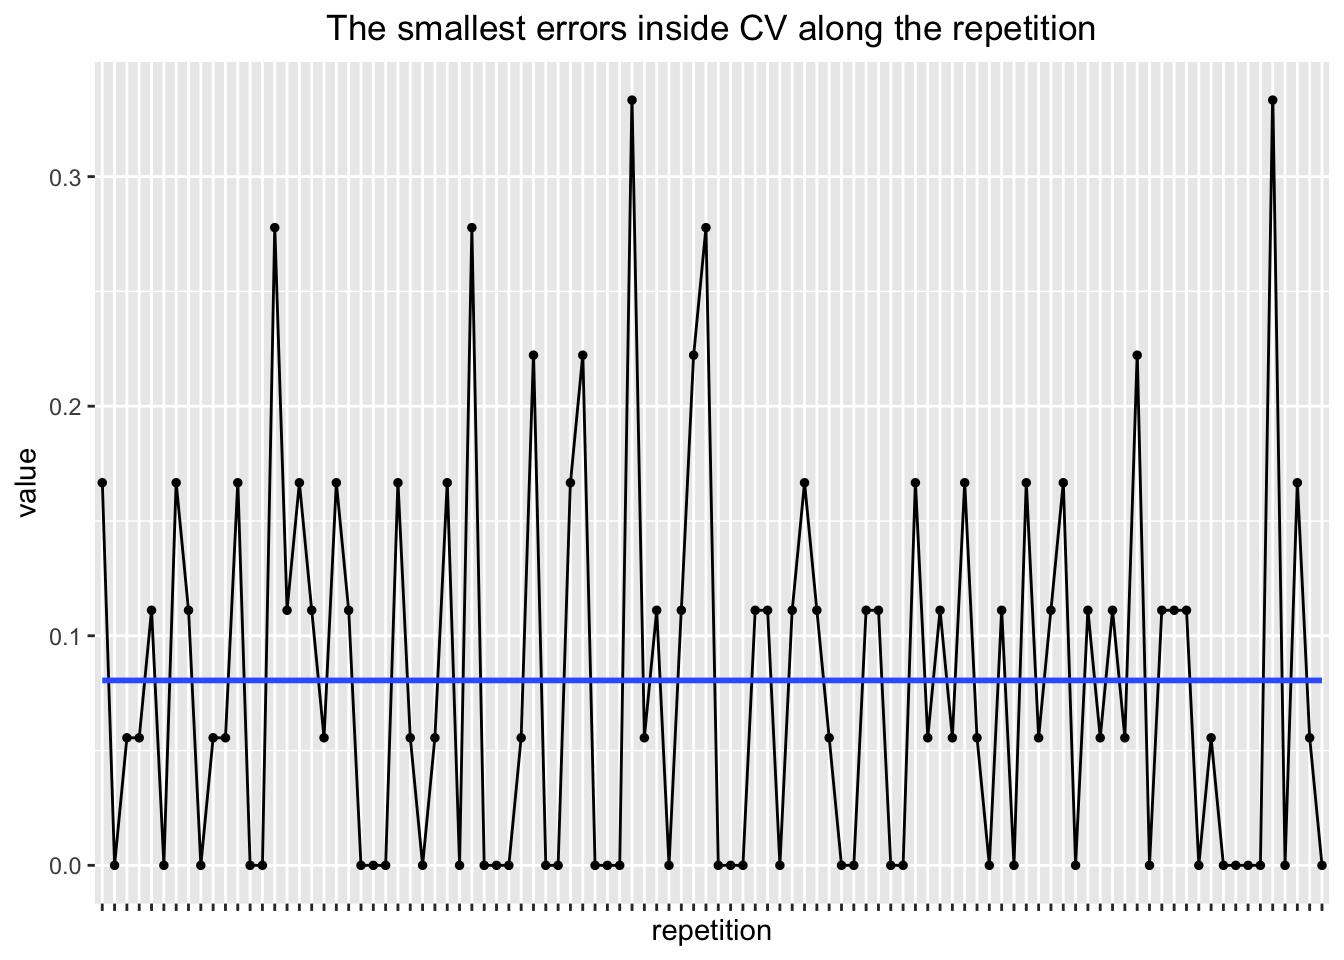 The smallest errors inside CV along the repetition
value
0.3
0.2
0.1
0.0
repetition